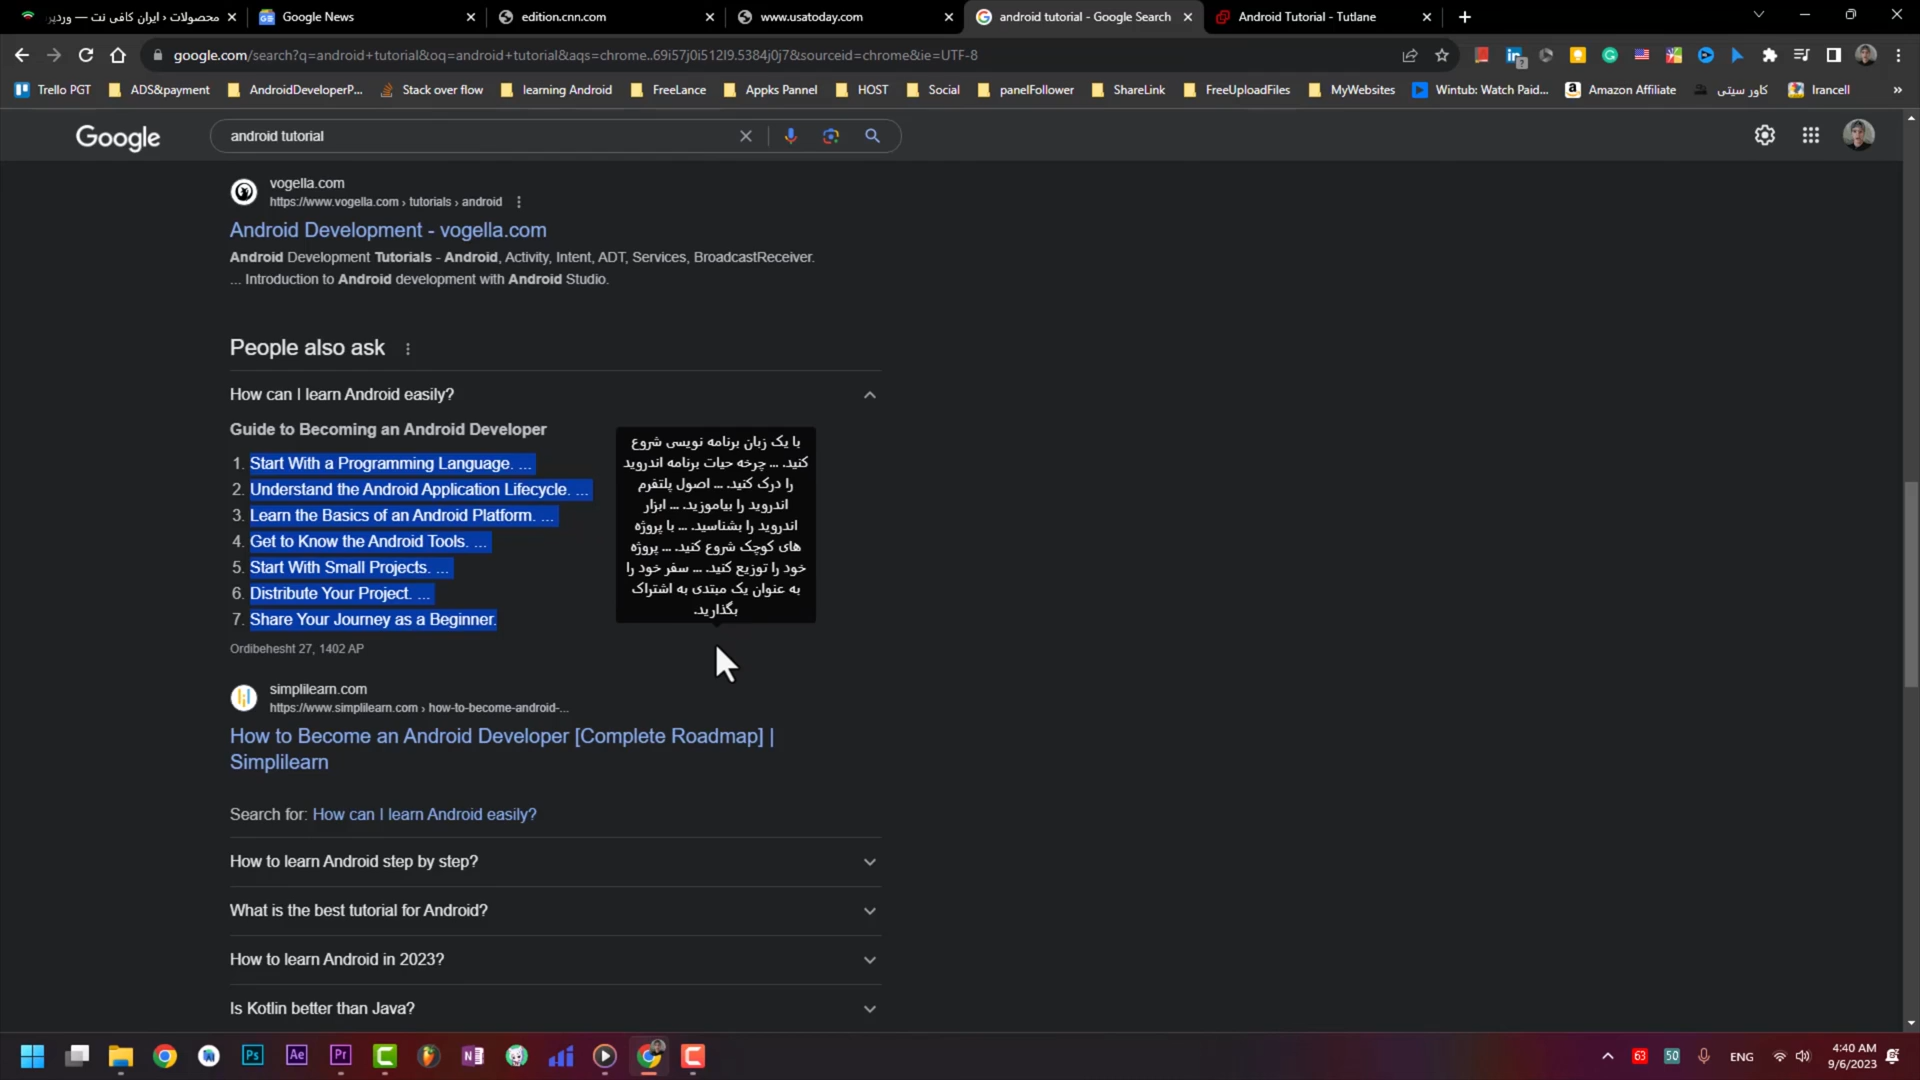 محصولات ‹ ایران کافی نت — وردپر
Google News
edition.cnn.com
www.usatoday.com
android tutorial - Google Search
Android Tutorial - Tutlane
google.com/search?q=android+tutorial&oq=android+tutorial&aqs=chrome..69i57j0i512l9.5384j0j7&sourceid=chrome&ie=UTF-8
Trello PGT
ADS&payment
AndroidDeveloperP...
Stack over flow
learning Android
FreeLance
Appks Pannel
HOST
Social
panelFollower
ShareLink
FreeUploadFiles
MyWebsites
Wintub: Watch Paid...
Amazon Affiliate
کاور سیتی
Irancell
»
Google
android tutorial
vogella.com
https://www.vogella.com › tutorials › android
Android Development - vogella.com
Android Development Tutorials - Android, Activity, Intent, ADT, Services, BroadcastReceiver.
... Introduction to Android development with Android Studio.
People also ask
How can I learn Android easily?
Guide to Becoming an Android Developer
1. Start With a Programming Language. ...
2. Understand the Android Application Lifecycle. ...
3. Learn the Basics of an Android Platform. ...
4. Get to Know the Android Tools. ...
5. Start With Small Projects. ...
6. Distribute Your Project. ...
7. Share Your Journey as a Beginner.
با یک زبان برنامه نویسی شروع
کنید. ... چرخه حیات برنامه اندروید
را درک کنید. ... اصول پلتفرم
اندروید را بیاموزید. ... ابزار
اندروید را بشناسید. ... با پروژه
های کوچک شروع کنید. ... پروژه
خود را توزیع کنید. ... سفر خود را
به عنوان یک مبتدی به اشتراک
بگذارید.
Ordibehesht 27, 1402 AP
simplilearn.com
https://www.simplilearn.com › how-to-become-android-...
How to Become an Android Developer [Complete Roadmap] |
Simplilearn
Search for: How can I learn Android easily?
How to learn Android step by step?
What is the best tutorial for Android?
How to learn Android in 2023?
Is Kotlin better than Java?
Ps
Ae
Pr
N
63
50
ENG
4:40 AM
9/6/2023